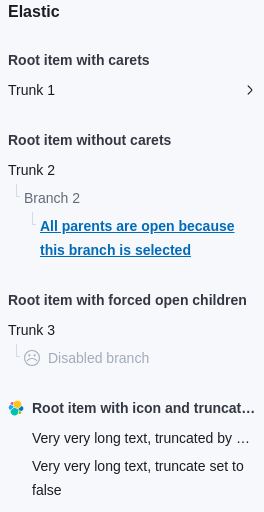 Elastic
Root item with carets
Trunk 1
Root item without carets
Trunk 2
Branch 2
All parents are open because
this branch is selected
Root item with forced open children
Trunk 3
Disabled branch
Root item with icon and truncat…
Very very long text, truncated by …
Very very long text, truncate set to
false